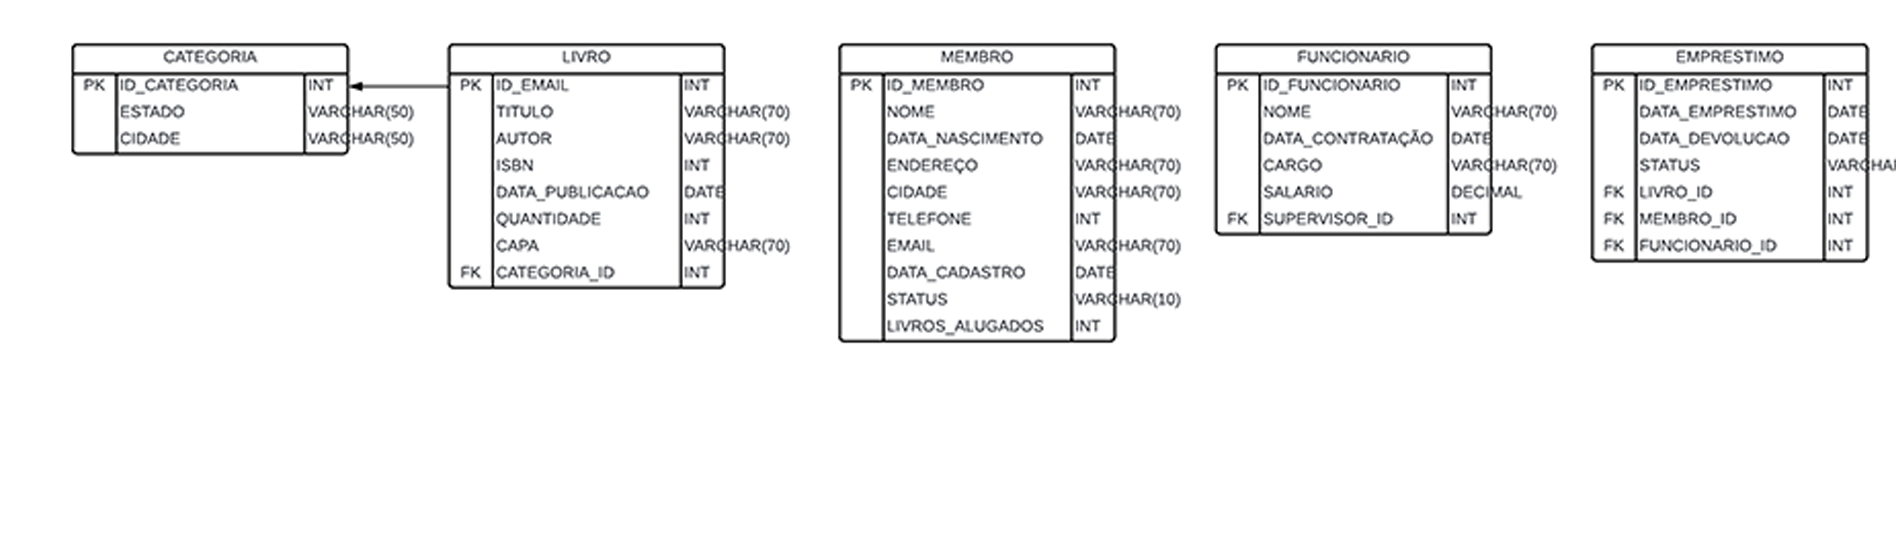 CATEGORIA
PK ID_CATEGORIA INT
ESTADO VARCHAR(50)
CIDADE VARCHAR(50)
LIVRO
PK ID_EMAIL INT
TITULO VARCHAR(70)
AUTOR VARCHAR(70)
ISBN INT
DATA_PUBLICACAO DATE
QUANTIDADE INT
CAPA VARCHAR(70)
FK CATEGORIA_ID INT
MEMBRO
PK ID_MEMBRO INT
NOME VARCHAR(70)
DATA_NASCIMENTO DATE
ENDEREÇO VARCHAR(70)
CIDADE VARCHAR(70)
TELEFONE INT
EMAIL VARCHAR(70)
DATA_CADASTRO DATE
STATUS VARCHAR(10)
LIVROS_ALUGADOS INT
FUNCIONARIO
PK ID_FUNCIONARIO INT
NOME VARCHAR(70)
DATA_CONTRATAÇÃO DATE
CARGO VARCHAR(70)
SALARIO DECIMAL
FK SUPERVISOR_ID INT
EMPRESTIMO
PK ID_EMPRESTIMO INT
DATA_EMPRESTIMO DATE
DATA_DEVOLUCAO DATE
STATUS
FK LIVRO_ID INT
FK MEMBRO_ID INT
FK FUNCIONARIO_ID INT